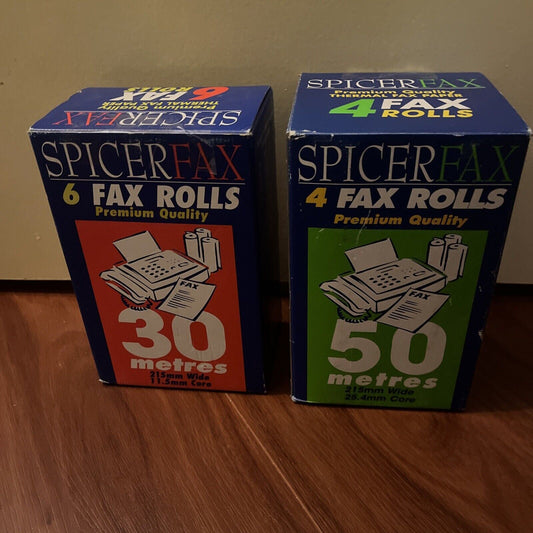 SPICERFAX
Premium Quality
THERMAL FAX PAPER
6 FAX
ROLLS
SPICERFAX
6 FAX ROLLS
Premium Quality
FAX
30
metres
215mm Wide
11.5mm Core
SPICERFAX
Premium Quality
THERMAL FAX PAPER
4 FAX
ROLLS
SPICERFAX
4 FAX ROLLS
Premium Quality
FAX
50
metres
215mm Wide
25.4mm Core